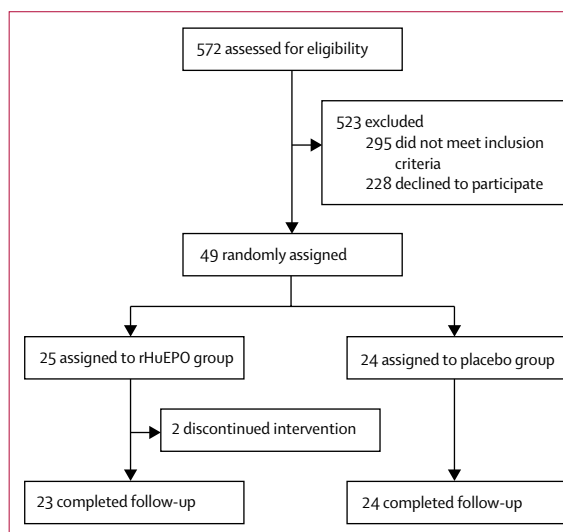 572 assessed for eligibility
523 excluded
295 did not meet inclusion
criteria
228 declined to participate
49 randomly assigned
25 assigned to rHuEPO group
24 assigned to placebo group
2 discontinued intervention
23 completed follow-up
24 completed follow-up